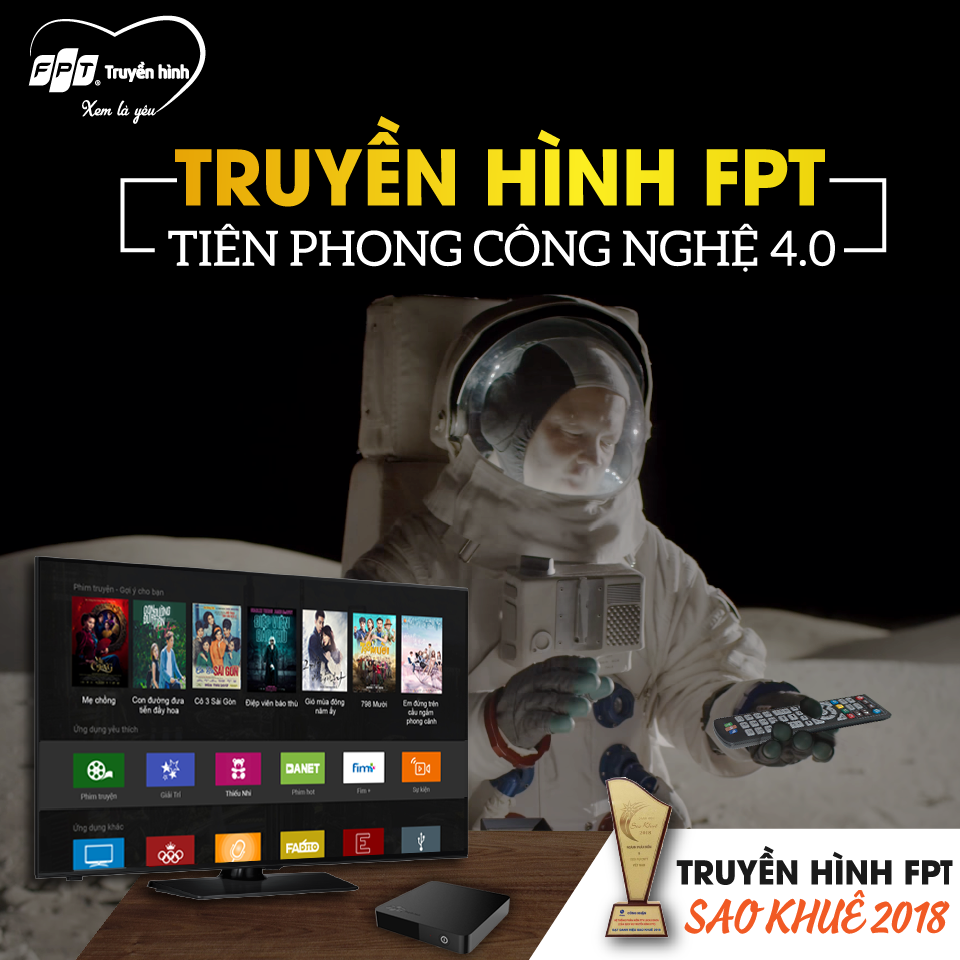 FPT Truyền hình
Xem là yêu
TRUYỀN HÌNH FPT
TIÊN PHONG CÔNG NGHỆ 4.0
Phim truyện - Gợi ý cho bạn
Mẹ chồng
Con đường đưa tiễn đầy hoa
Cô 3 Sài Gòn
Điệp viên báo thù
Gió mùa đông năm ấy
798 Mười
Em đứng trên cầu ngắm phong cảnh
Ứng dụng yêu thích
DANET
fim+
Phim truyện
Giải Trí
Thiếu Nhi
Phim hot
Fim +
Sự kiện
Ứng dụng khác
FABiTO
E
Sao Khuê
2018
TRUYỀN HÌNH FPT
SAO KHUÊ 2018